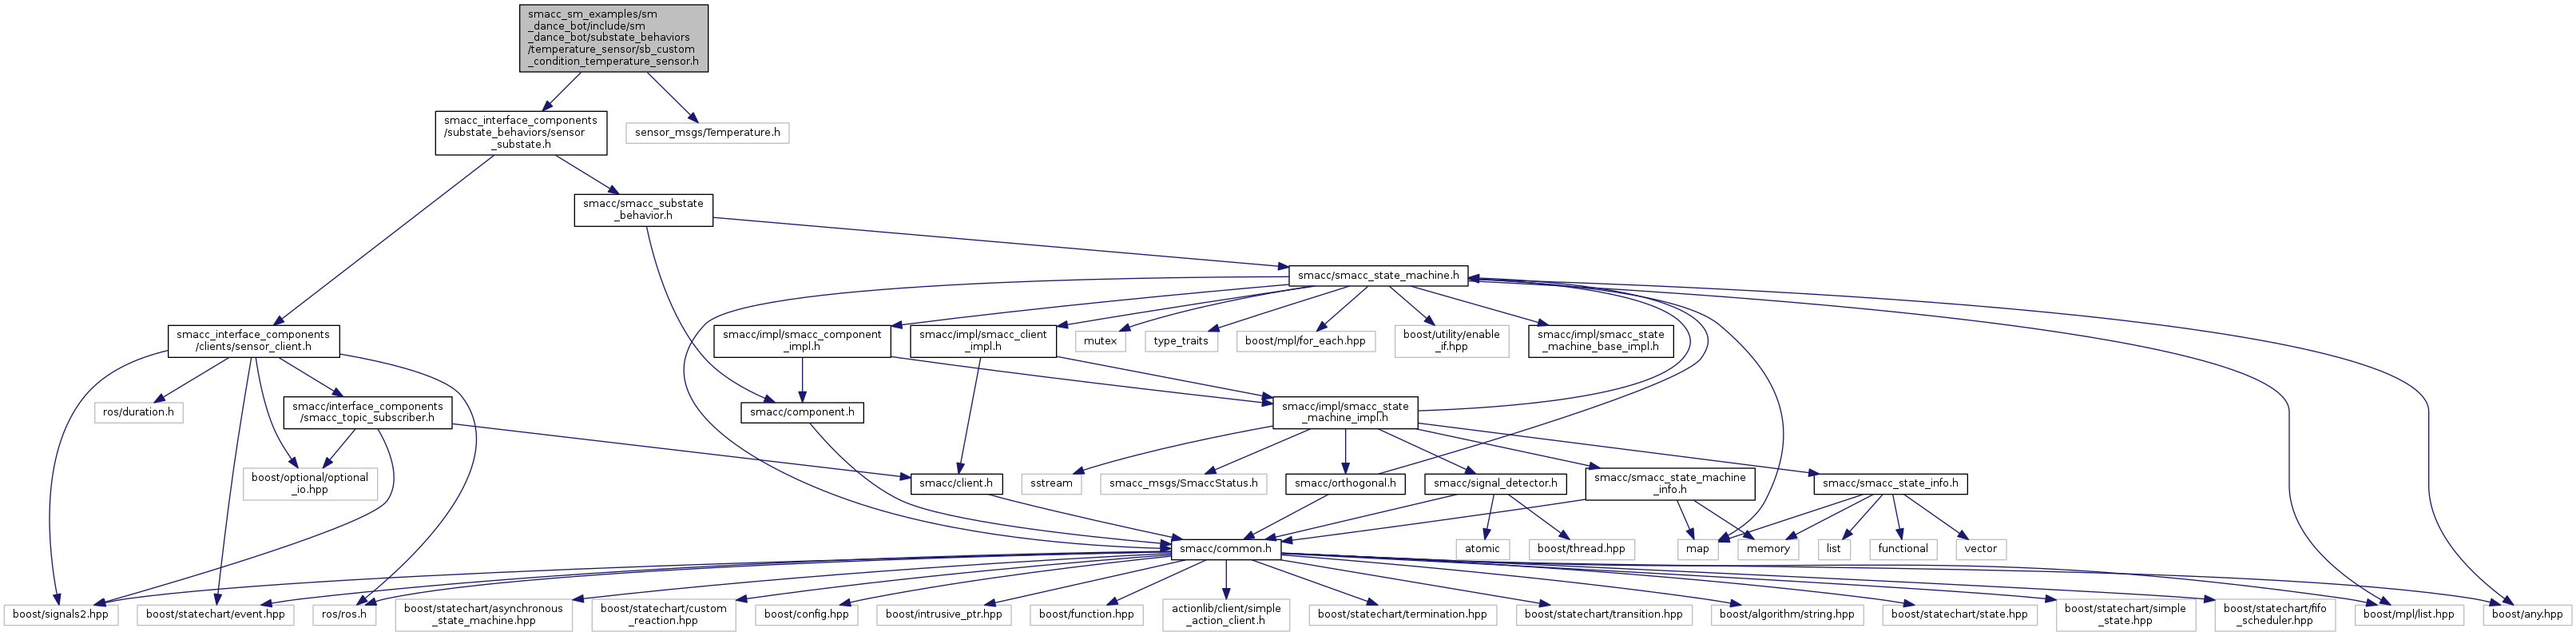 smacc_sm_examples/sm
_dance_bot/include/sm
_dance_bot/substate_behaviors
/temperature_sensor/sb_custom
_condition_temperature_sensor.h
smacc_interface_components
/substate_behaviors/sensor
_substate.h
sensor_msgs/Temperature.h
smacc/smacc_substate
_behavior.h
smacc/smacc_state_machine.h
smacc_interface_components
/clients/sensor_client.h
smacc/impl/smacc_component
_impl.h
smacc/impl/smacc_client
_impl.h
mutex
type_traits
boost/mpl/for_each.hpp
boost/utility/enable
_if.hpp
smacc/impl/smacc_state
_machine_base_impl.h
ros/duration.h
smacc/interface_components
/smacc_topic_subscriber.h
smacc/component.h
smacc/impl/smacc_state
_machine_impl.h
boost/optional/optional
_io.hpp
smacc/client.h
sstream
smacc_msgs/SmaccStatus.h
smacc/orthogonal.h
smacc/signal_detector.h
smacc/smacc_state_machine
_info.h
smacc/smacc_state_info.h
smacc/common.h
atomic
boost/thread.hpp
map
memory
list
functional
vector
boost/signals2.hpp
boost/statechart/event.hpp
ros/ros.h
boost/statechart/asynchronous
_state_machine.hpp
boost/statechart/custom
_reaction.hpp
boost/config.hpp
boost/intrusive_ptr.hpp
boost/function.hpp
actionlib/client/simple
_action_client.h
boost/statechart/termination.hpp
boost/statechart/transition.hpp
boost/algorithm/string.hpp
boost/statechart/state.hpp
boost/statechart/simple
_state.hpp
boost/statechart/fifo
_scheduler.hpp
boost/mpl/list.hpp
boost/any.hpp